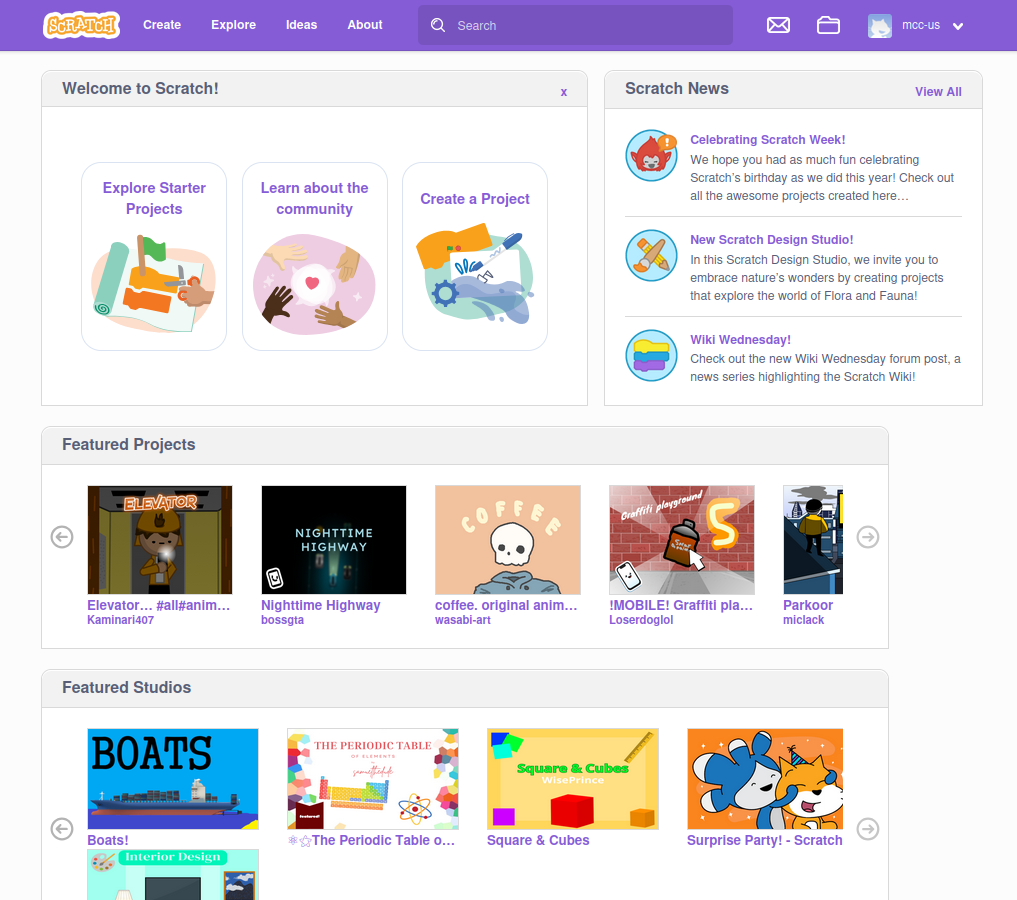 SCRATCH
Create
Explore
Ideas
About
Search
mcc-us
Welcome to Scratch!
x
Explore Starter
Projects
Learn about the
community
Create a Project
Scratch News
View All
Celebrating Scratch Week!
We hope you had as much fun celebrating
Scratch’s birthday as we did this year! Check out
all the awesome projects created here…
New Scratch Design Studio!
In this Scratch Design Studio, we invite you to
embrace nature’s wonders by creating projects
that explore the world of Flora and Fauna!
Wiki Wednesday!
Check out the new Wiki Wednesday forum post, a
news series highlighting the Scratch Wiki!
Featured Projects
ELEVATOR
NIGHTTIME
HIGHWAY
COFFEE
Graffiti playground
S
Elevator… #all#anim…
Kaminari407
Nighttime Highway
bossgta
coffee. original anim…
wasabi-art
!MOBILE! Graffiti pla…
Loserdoglol
Parkoor
miclack
Featured Studios
BOATS
THE PERIODIC TABLE
OF ELEMENTS
Square & Cubes
WisePrince
Boats!
⚛⚝The Periodic Table o…
Square & Cubes
Surprise Party! - Scratch
Interior Design